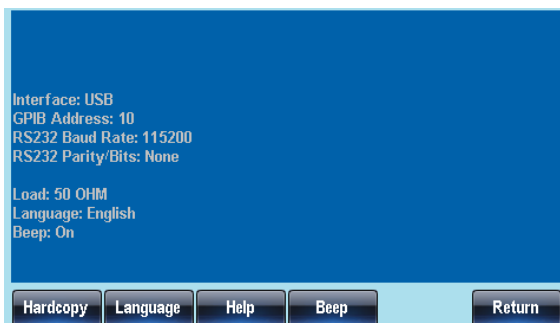 Interface: USB
GPIB Address: 10
RS232 Baud Rate: 115200
RS232 Parity/Bits: None
Load: 50 OHM
Language: English
Beep: On
Hardcopy Language Help Beep Return